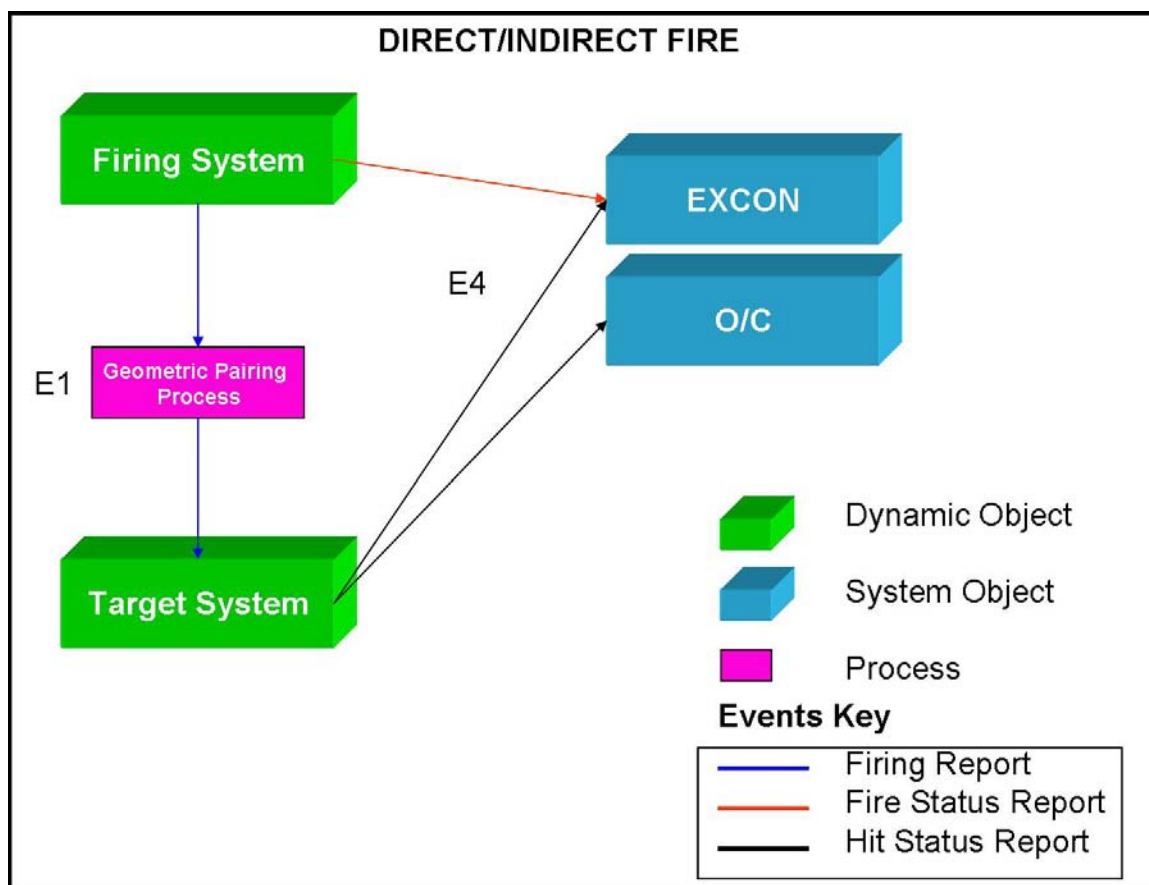 DIRECT/INDIRECT FIRE
Firing System
EXCON
E4
O/C
Geometric Pairing
Process
E1
Target System
Dynamic Object
System Object
Process
Events Key
Firing Report
Fire Status Report
Hit Status Report